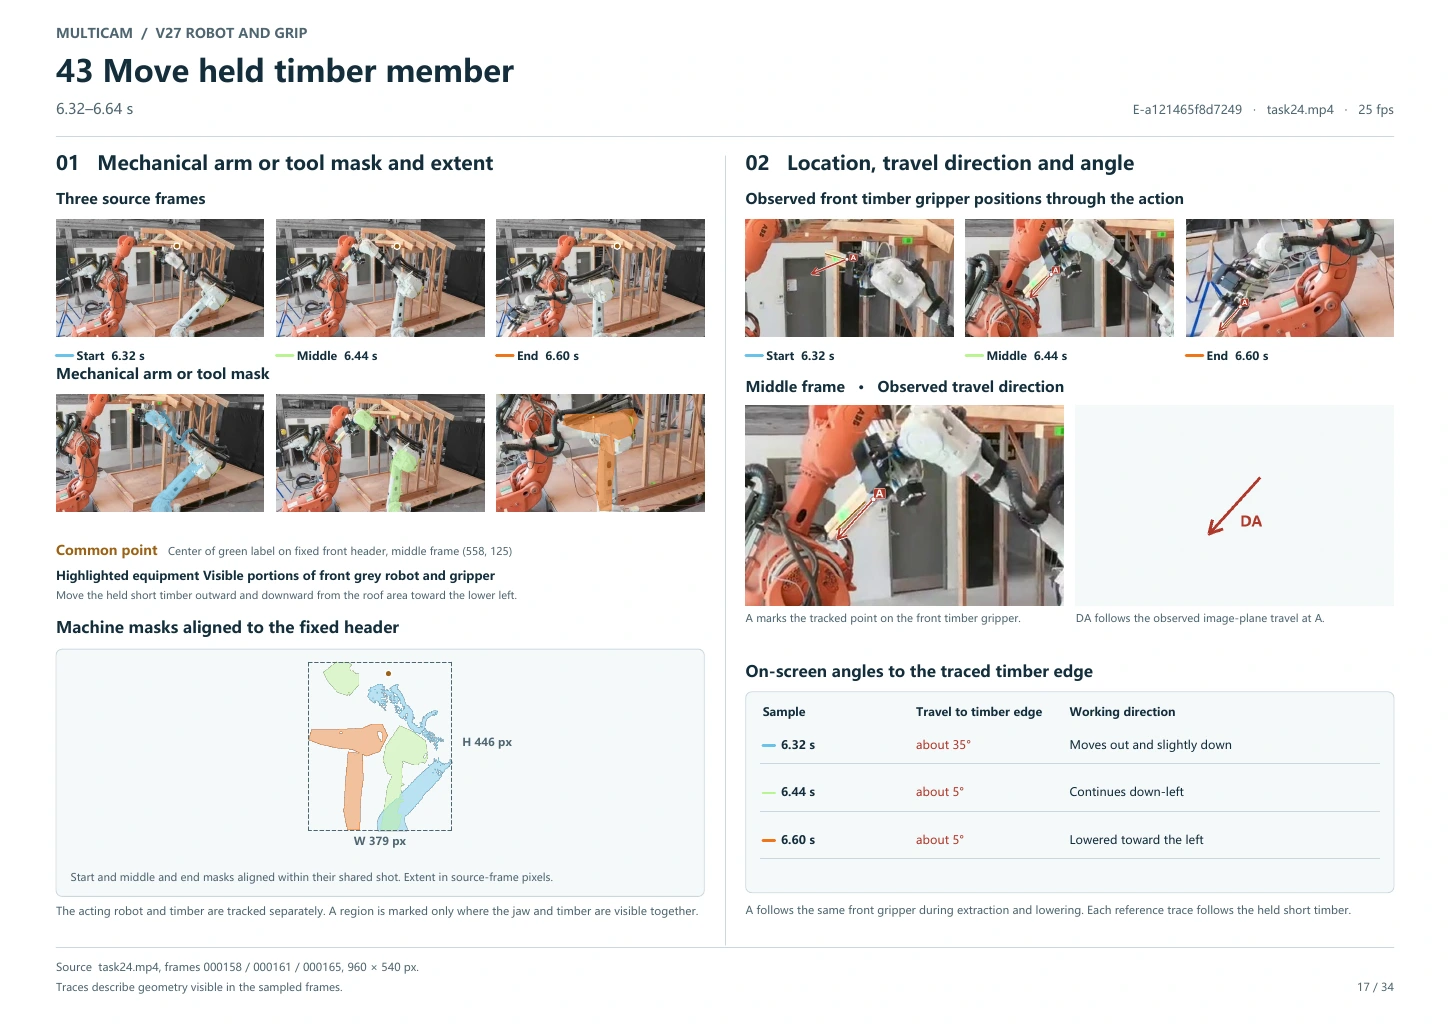 MULTICAM / V27 ROBOT AND GRIP
43 Move held timber member
6.32–6.64 s
E-a121465f8d7249 · task24.mp4 · 25 fps
01 Mechanical arm or tool mask and extent
Three source frames
Start 6.32 s
Middle 6.44 s
End 6.60 s
Mechanical arm or tool mask
Common point Center of green label on fixed front header, middle frame (558, 125)
Highlighted equipment Visible portions of front grey robot and gripper
Move the held short timber outward and downward from the roof area toward the lower left.
Machine masks aligned to the fixed header
H 446 px
W 379 px
Start and middle and end masks aligned within their shared shot. Extent in source-frame pixels.
The acting robot and timber are tracked separately. A region is marked only where the jaw and timber are visible together.
02 Location, travel direction and angle
Observed front timber gripper positions through the action
A
A
A
Start 6.32 s
Middle 6.44 s
End 6.60 s
Middle frame • Observed travel direction
ABB
A
DA
A marks the tracked point on the front timber gripper.
DA follows the observed image-plane travel at A.
On-screen angles to the traced timber edge
Sample Travel to timber edge Working direction
6.32 s about 35° Moves out and slightly down
6.44 s about 5° Continues down-left
6.60 s about 5° Lowered toward the left
A follows the same front gripper during extraction and lowering. Each reference trace follows the held short timber.
Source task24.mp4, frames 000158 / 000161 / 000165, 960 × 540 px.
Traces describe geometry visible in the sampled frames.
17 / 34